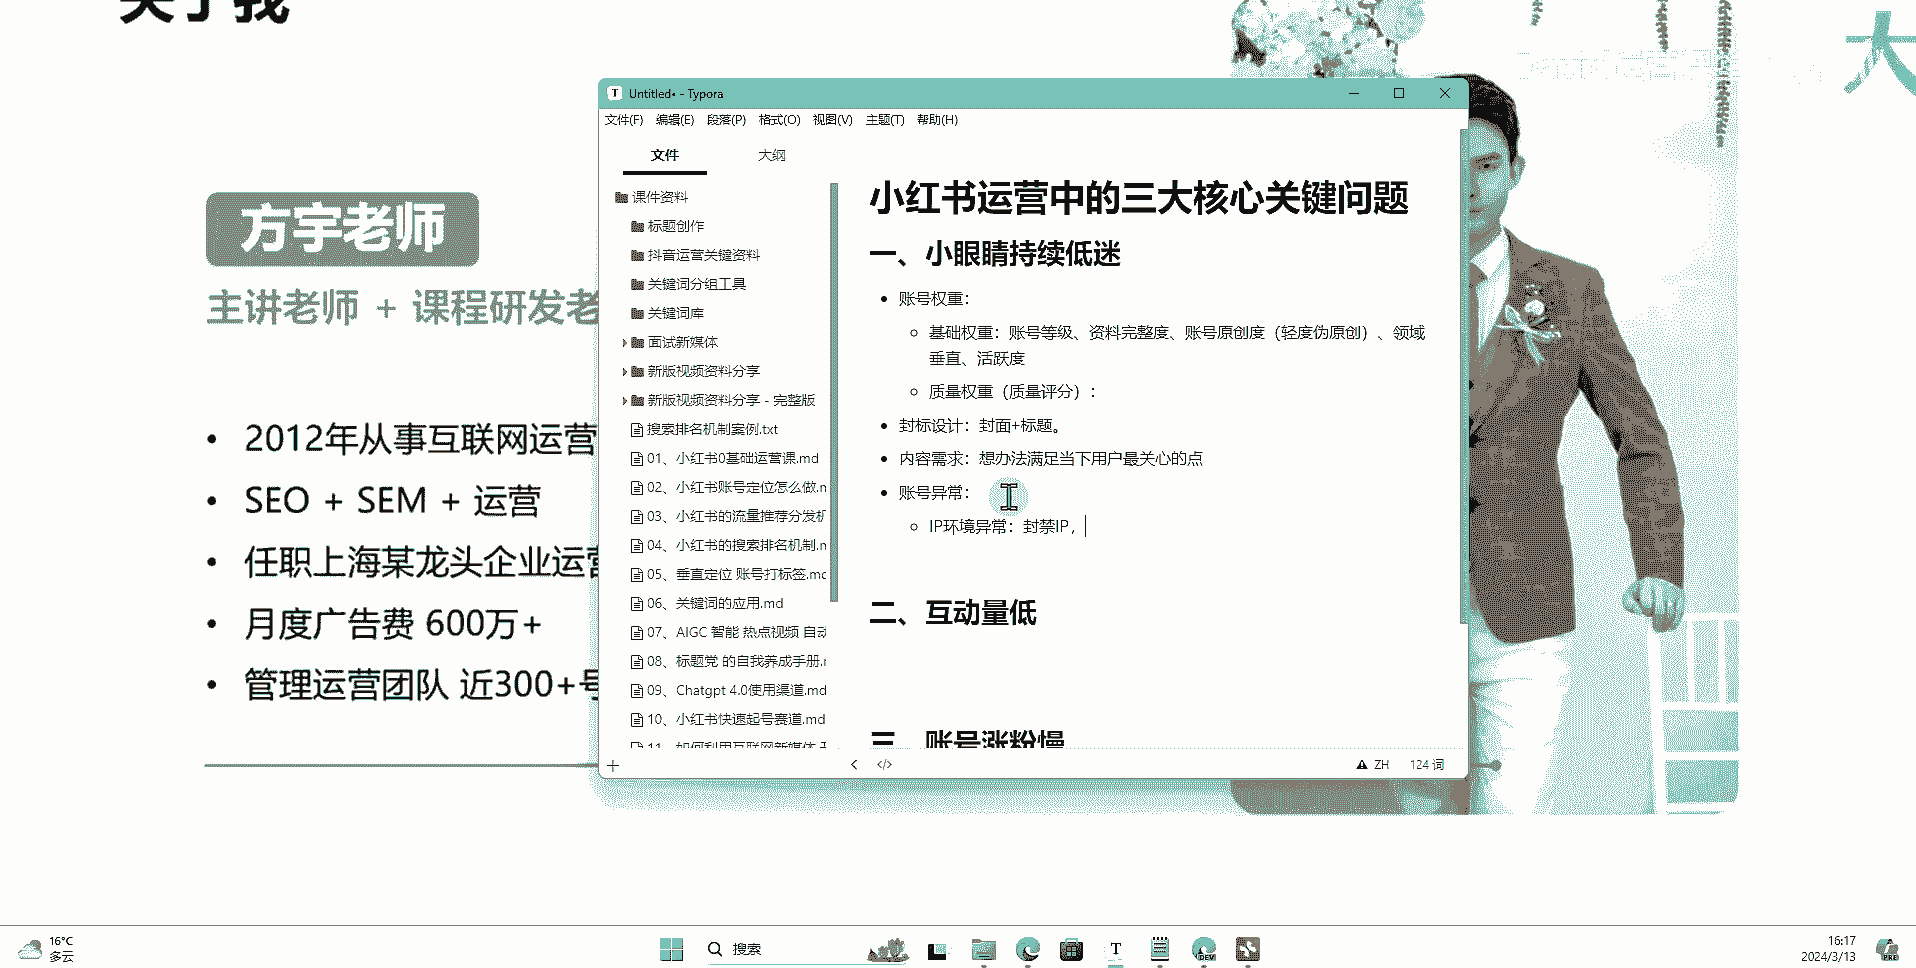 关于我
大
方宇老师
主讲老师 + 课程研发老
2012年从事互联网运营
SEO + SEM + 运营
任职上海某龙头企业运营
月度广告费 600万+
管理运营团队 近300+号
Untitled• - Typora
文件(F) 编辑(E) 段落(P) 格式(O) 视图(V) 主题(T) 帮助(H)
文件 大纲
课件资料
标题创作
抖音运营关键资料
关键词分组工具
关键词库
面试新媒体
新版视频资料分享
新版视频资料分享 - 完整版
搜索排名机制案例.txt
01、小红书0基础运营课.md
02、小红书账号定位怎么做.m
03、小红书的流量推荐分发机
04、小红书的搜索排名机制.m
05、垂直定位 账号打标签.md
06、关键词的应用.md
07、AIGC 智能 热点视频 自动
08、标题党 的自我养成手册.m
09、Chatgpt 4.0使用渠道.md
10、小红书快速起号赛道.md
11、如何利用互联网新媒体
小红书运营中的三大核心关键问题
一、小眼睛持续低迷
账号权重：
基础权重：账号等级、资料完整度、账号原创度（轻度伪原创）、领域
垂直、活跃度
质量权重（质量评分）：
封标设计：封面+标题。
内容需求：想办法满足当下用户最关心的点
账号异常：
IP环境异常：封禁IP，
二、互动量低
三、账号涨粉慢
ZH 124 词
16°C
多云
搜索
T
DEV
16:17
2024/3/13
PRE